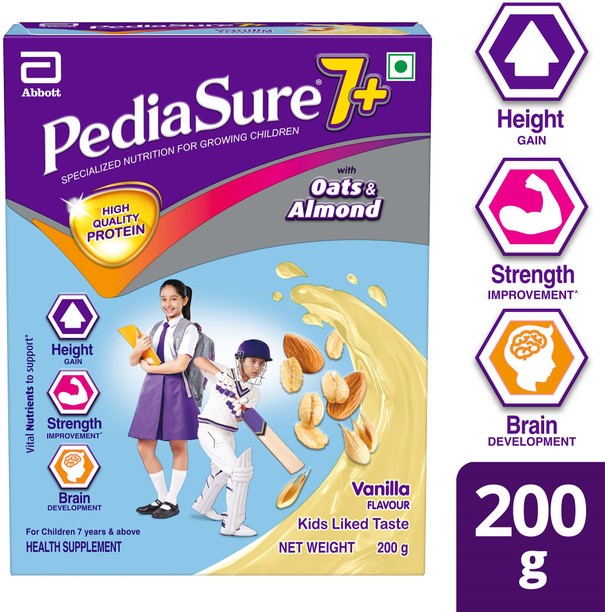 Abbott
PediaSure® 7+
SPECIALIZED NUTRITION FOR GROWING CHILDREN
with
Oats &
Almond
HIGH
QUALITY
PROTEIN
Vital Nutrients to support*
Height
GAIN
Strength
IMPROVEMENT^
Brain
DEVELOPMENT
Vanilla
FLAVOUR
Kids Liked Taste
For Children 7 years & above
HEALTH SUPPLEMENT
NET WEIGHT 200 g
Height
GAIN
Strength
IMPROVEMENT^
Brain
DEVELOPMENT
200
g